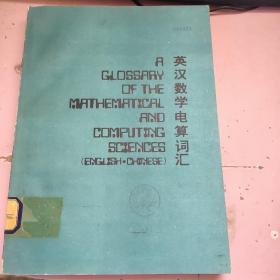 A
GLOSSARY
OF THE
MATHEMATICAL
AND
COMPUTING
SCIENCES
(ENGLISH-CHINESE)
英汉数学电算词汇